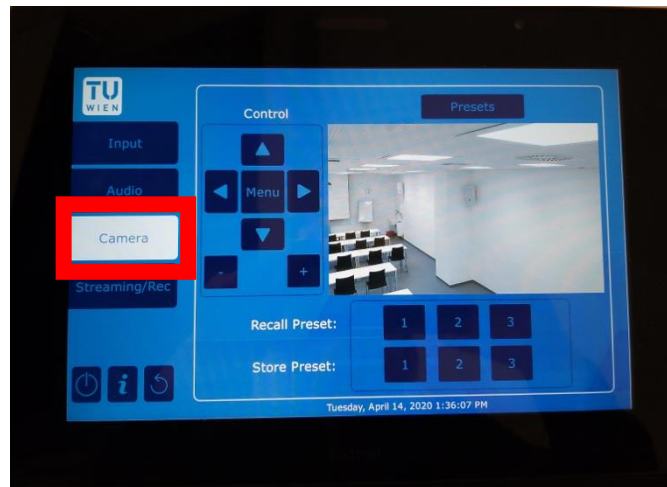 TU
WIEN
Input
Audio
Camera
Streaming/Rec
Control
Menu
-
+
Presets
Recall Preset:
1
2
3
Store Preset:
1
2
3
i
Tuesday, April 14, 2020 1:36:07 PM